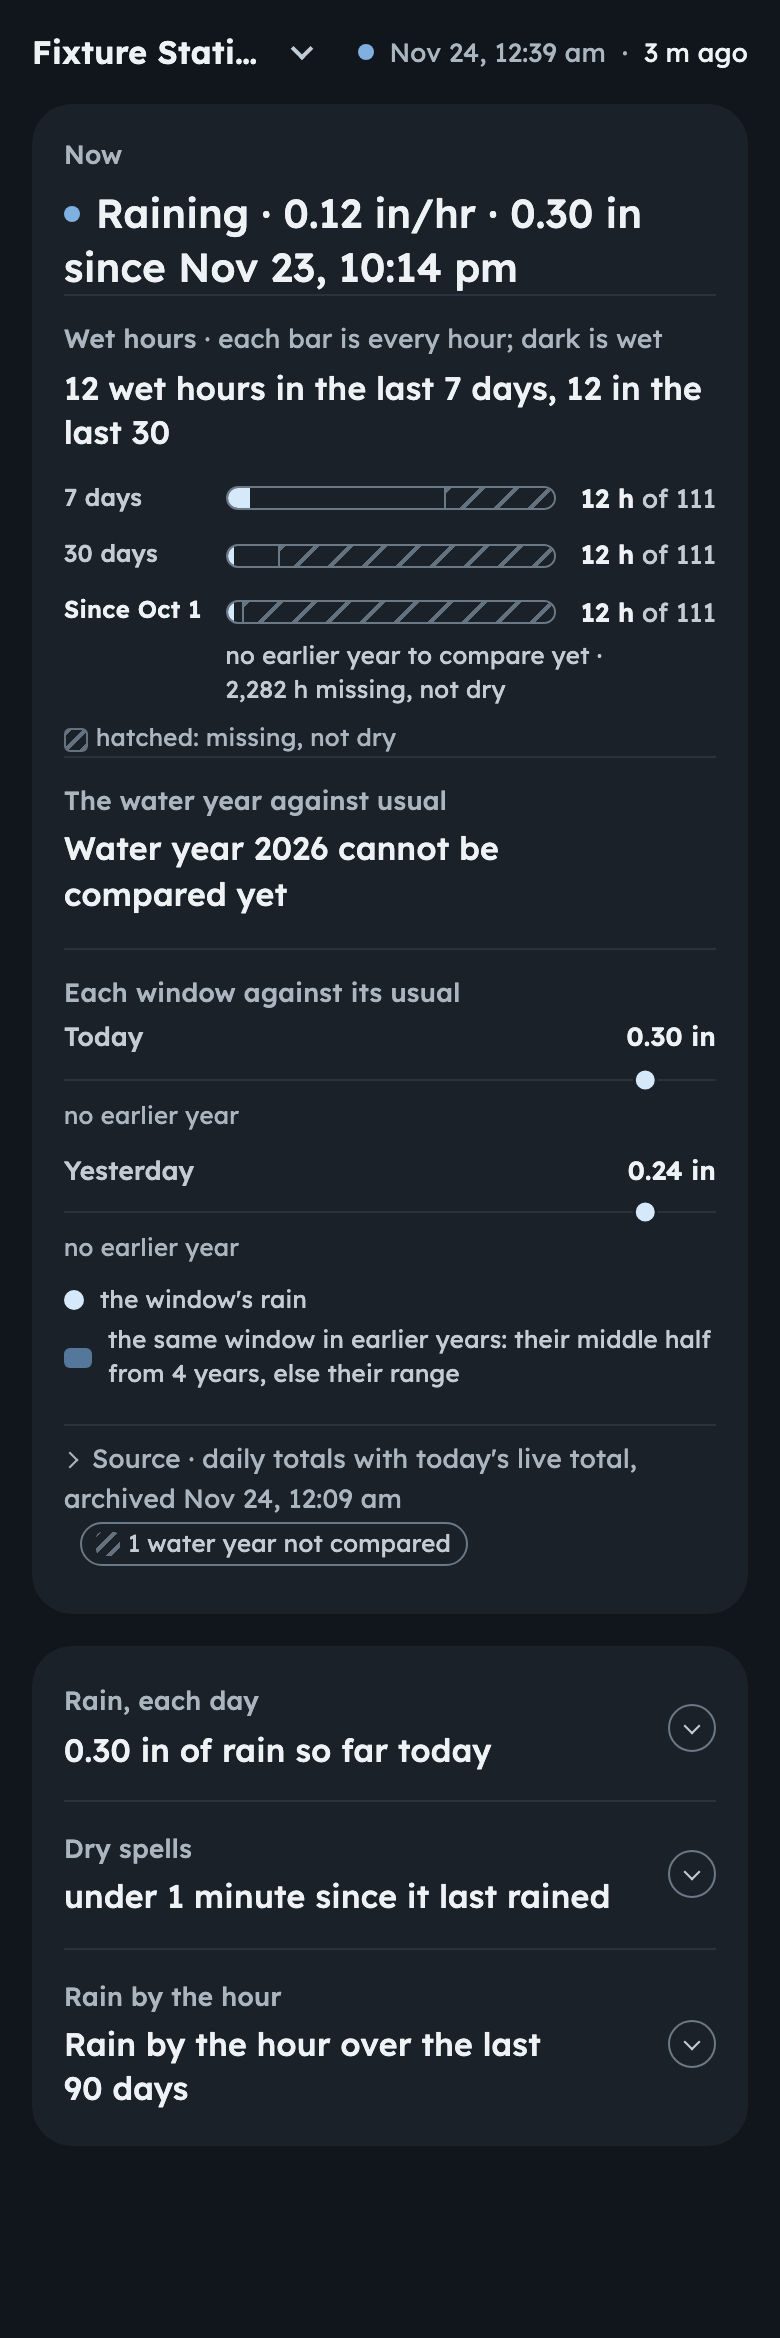 Fixture Stati… Nov 24, 12:39 am · 3 m ago
Now
Raining · 0.12 in/hr · 0.30 in
since Nov 23, 10:14 pm
Wet hours · each bar is every hour; dark is wet
12 wet hours in the last 7 days, 12 in the
last 30
7 days 12 h of 111
30 days 12 h of 111
Since Oct 1 12 h of 111
no earlier year to compare yet ·
2,282 h missing, not dry
hatched: missing, not dry
The water year against usual
Water year 2026 cannot be
compared yet
Each window against its usual
Today 0.30 in
no earlier year
Yesterday 0.24 in
no earlier year
the window's rain
the same window in earlier years: their middle half
from 4 years, else their range
Source · daily totals with today's live total,
archived Nov 24, 12:09 am
1 water year not compared
Rain, each day
0.30 in of rain so far today
Dry spells
under 1 minute since it last rained
Rain by the hour
Rain by the hour over the last
90 days